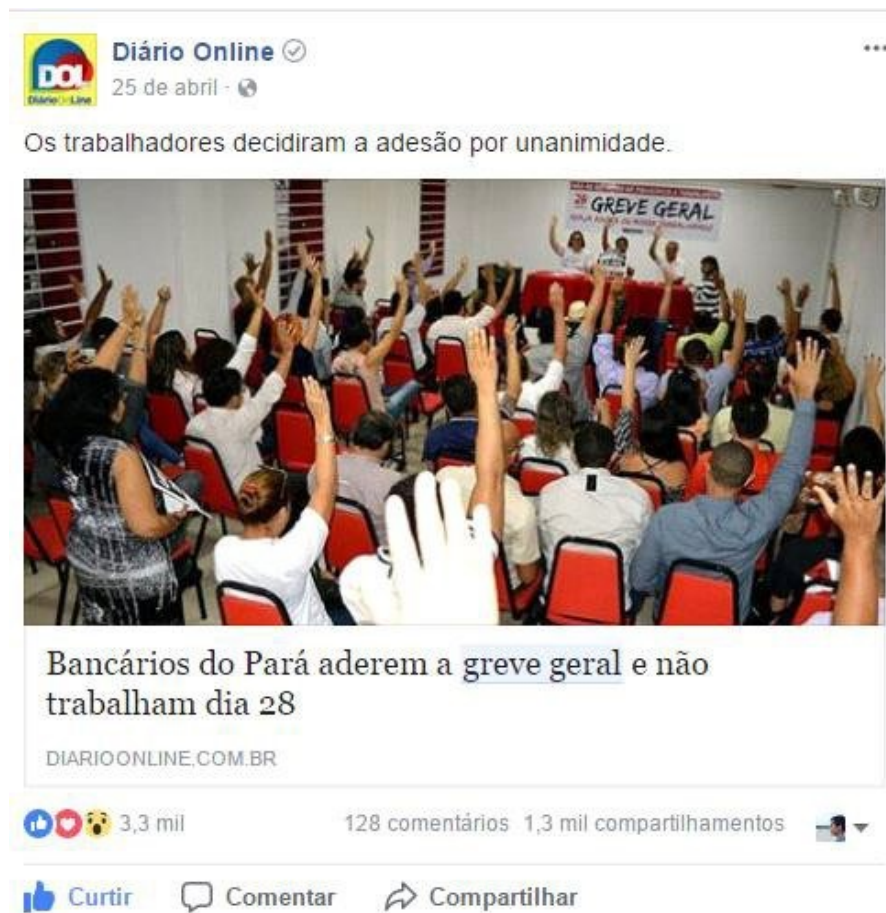 Diário Online
25 de abril
DOL
DiárioOnLine
Os trabalhadores decidiram a adesão por unanimidade.
28 GREVE GERAL
Bancários do Pará aderem a greve geral e não
trabalham dia 28
DIARIOONLINE.COM.BR
3,3 mil 128 comentários 1,3 mil compartilhamentos
Curtir Comentar Compartilhar